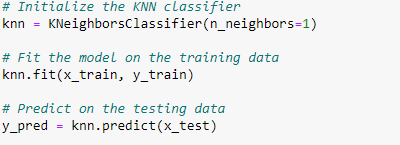 # Initialize the KNN classifier
knn = KNeighborsClassifier(n_neighbors=1)
# Fit the model on the training data
knn.fit(x_train, y_train)
# Predict on the testing data
y_pred = knn.predict(x_test)